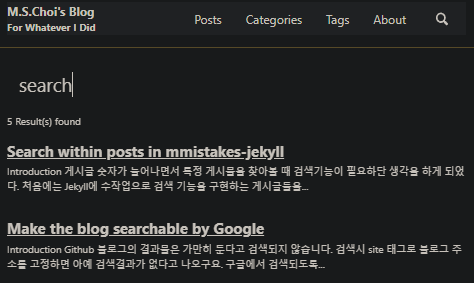 M.S.Choi's Blog
For Whatever I Did
Posts Categories Tags About
search
5 Result(s) found
Search within posts in mmistakes-jekyll
Introduction 게시글 숫자가 늘어나면서 특정 게시물을 찾아볼 때 검색기능이 필요하단 생각을 하게 되었
다. 처음에는 Jekyll에 수작업으로 검색 기능을 구현하는 게시글들을...
Make the blog searchable by Google
Introduction Github 블로그의 결과물은 가만히 둔다고 검색되지 않습니다. 검색시 site 태그로 블로그 주
소를 고정하면 아예 검색결과가 없다고 나오구요. 구글에서 검색되도록...